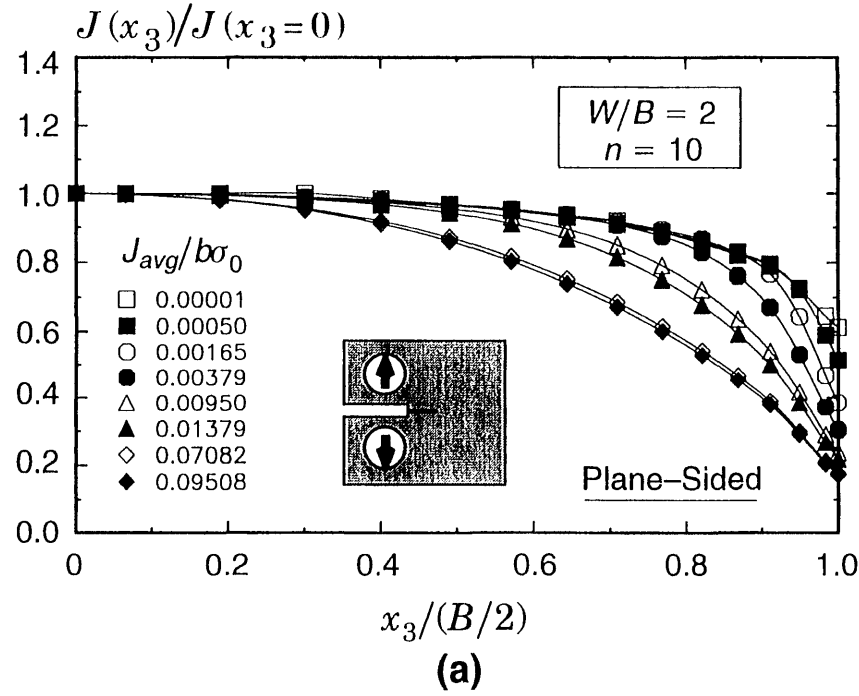 J(x₃)/J(x₃=0)
1.4
1.2
1.0
0.8
0.6
0.4
0.2
0.0
W/B = 2
n = 10
J_avg/bσ₀
0.00001
0.00050
0.00165
0.00379
0.00950
0.01379
0.07082
0.09508
Plane–Sided
0 0.2 0.4 0.6 0.8 1.0
x₃/(B/2)
(a)